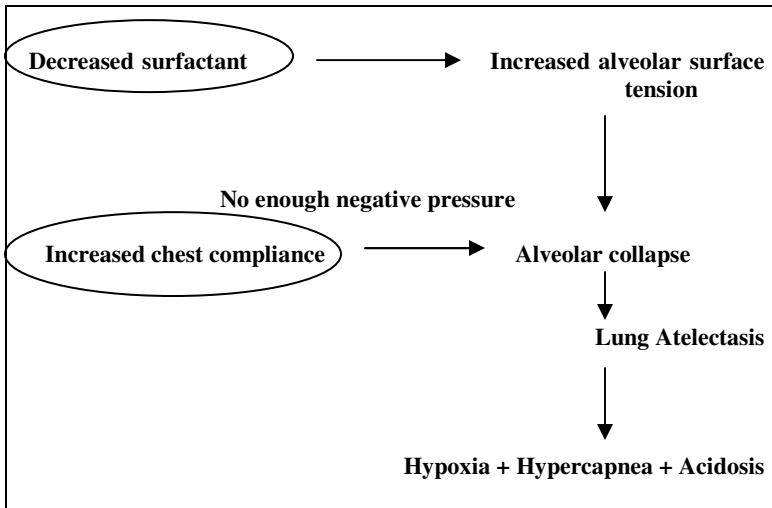 Decreased surfactant
Increased alveolar surface
tension
No enough negative pressure
Increased chest compliance
Alveolar collapse
Lung Atelectasis
Hypoxia + Hypercapnea + Acidosis